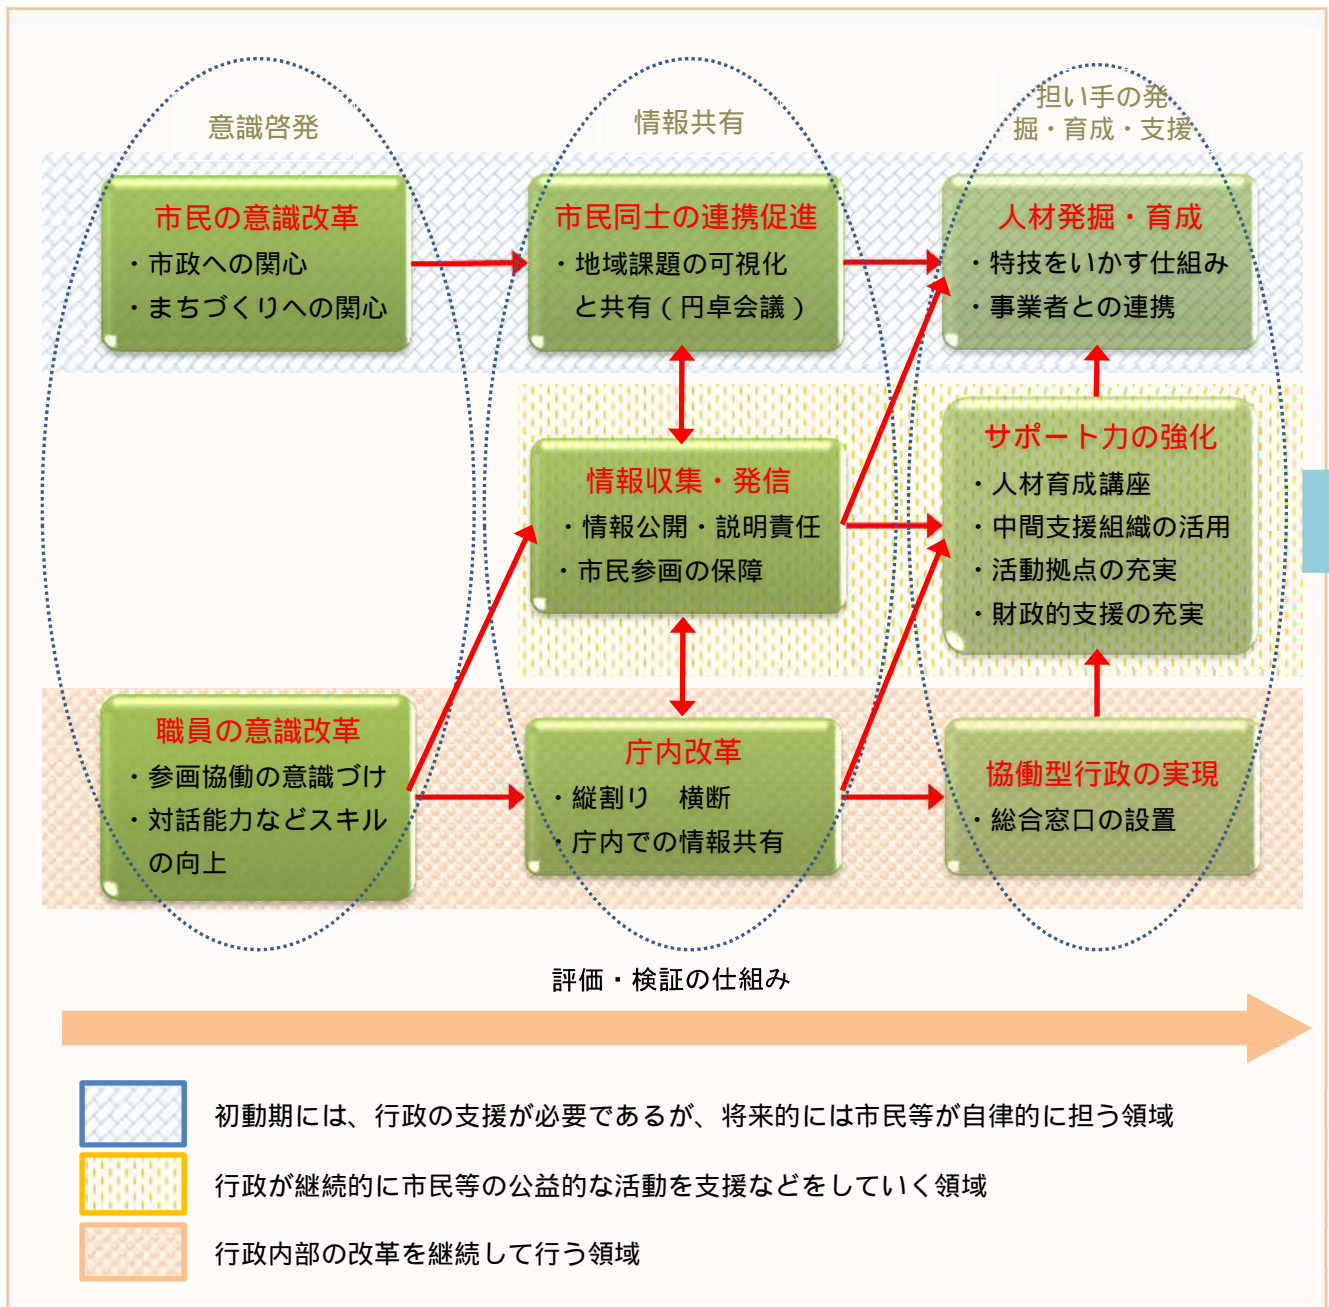 意識啓発
情報共有
担い手の発
掘・育成・支援
市民の意識改革
・市政への関心
・まちづくりへの関心
市民同士の連携促進
・地域課題の可視化
と共有（円卓会議）
人材発掘・育成
・特技をいかす仕組み
・事業者との連携
情報収集・発信
・情報公開・説明責任
・市民参画の保障
サポート力の強化
・人材育成講座
・中間支援組織の活用
・活動拠点の充実
・財政的支援の充実
職員の意識改革
・参画協働の意識づけ
・対話能力などスキル
の向上
庁内改革
・縦割り　横断
・庁内での情報共有
協働型行政の実現
・総合窓口の設置
評価・検証の仕組み
初動期には、行政の支援が必要であるが、将来的には市民等が自律的に担う領域
行政が継続的に市民等の公益的な活動を支援などをしていく領域
行政内部の改革を継続して行う領域